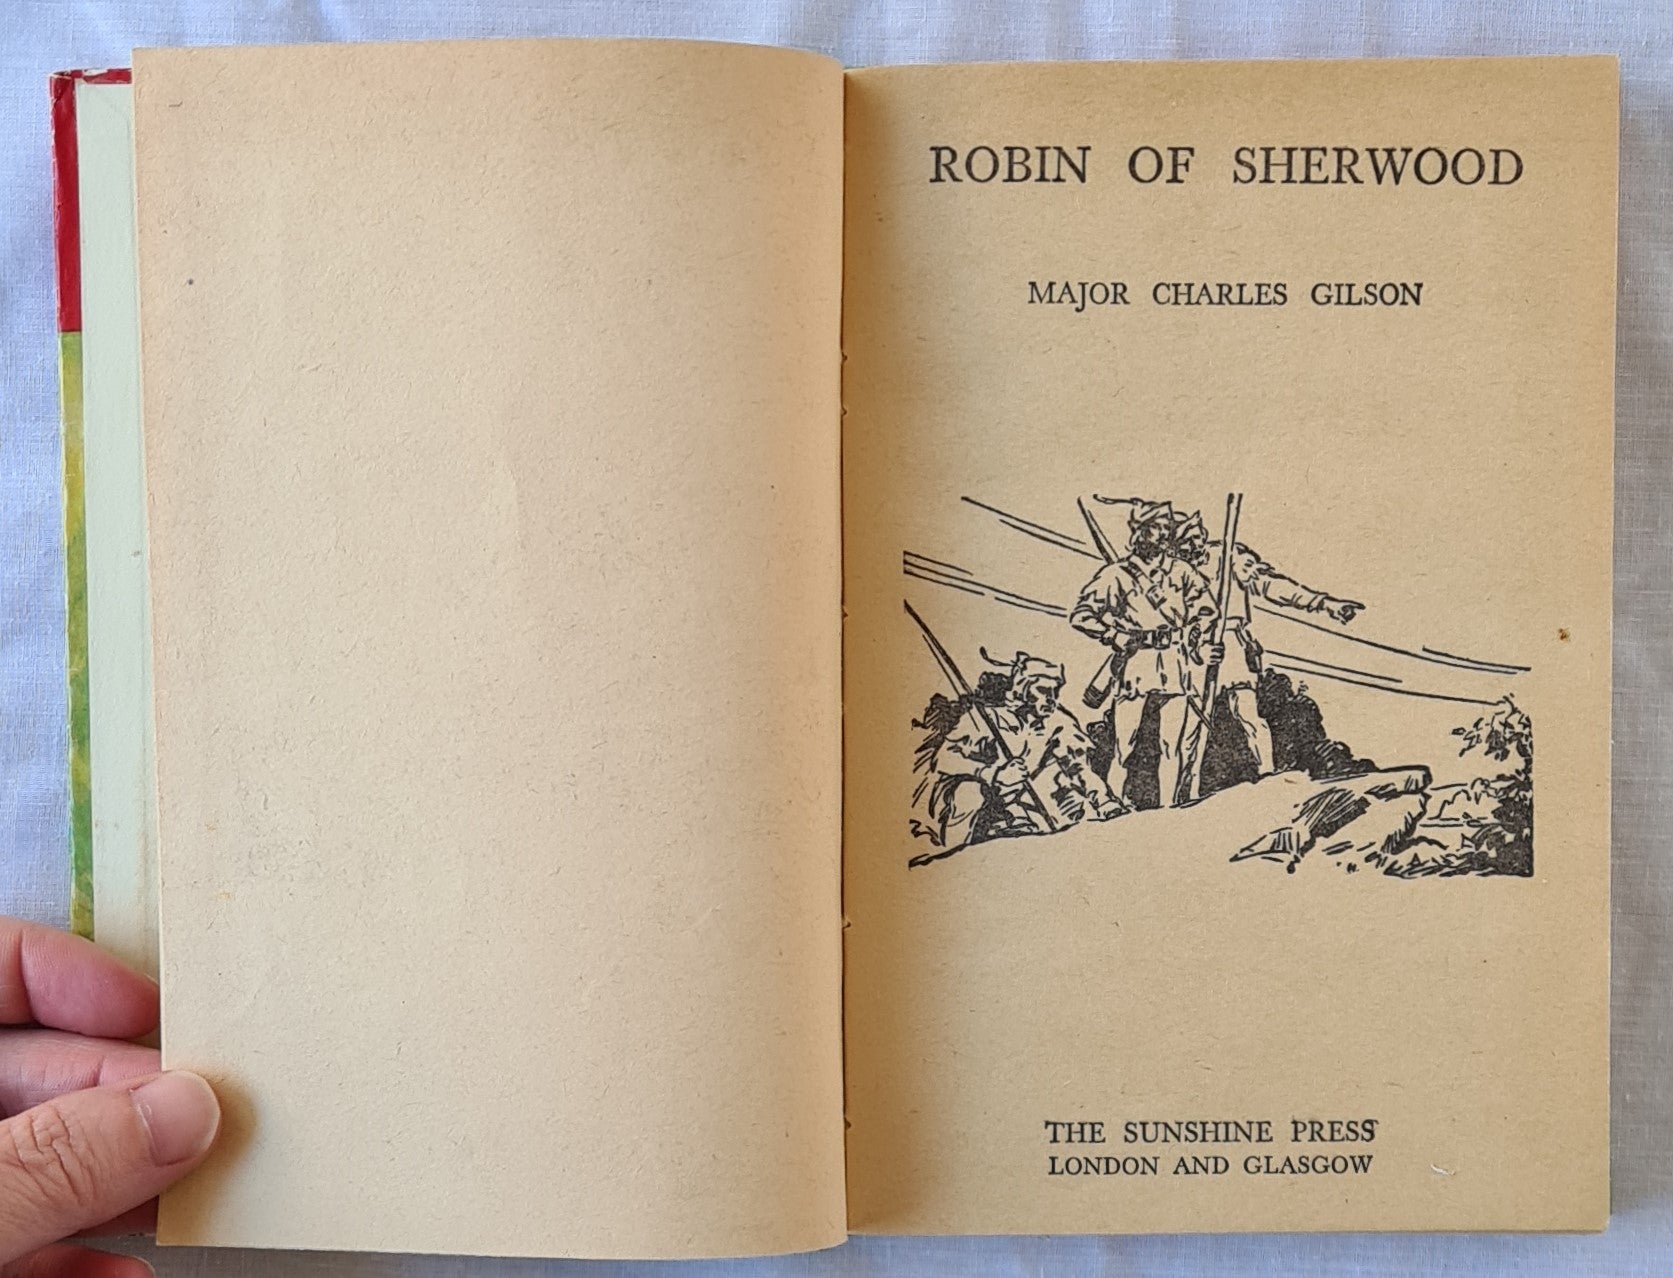 ROBIN OF SHERWOOD
MAJOR CHARLES GILSON
THE SUNSHINE PRESS
LONDON AND GLASGOW